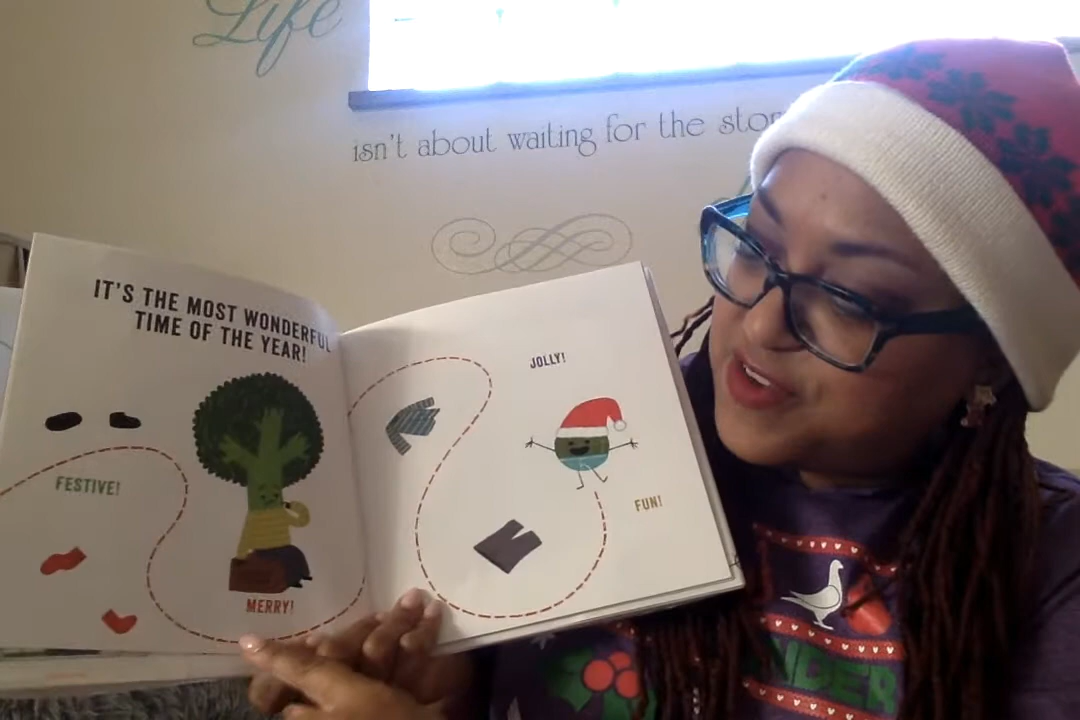 Life
isn't about waiting for the stor
IT'S THE MOST WONDERFUL
TIME OF THE YEAR!
FESTIVE!
MERRY!
JOLLY!
FUN!
NDER